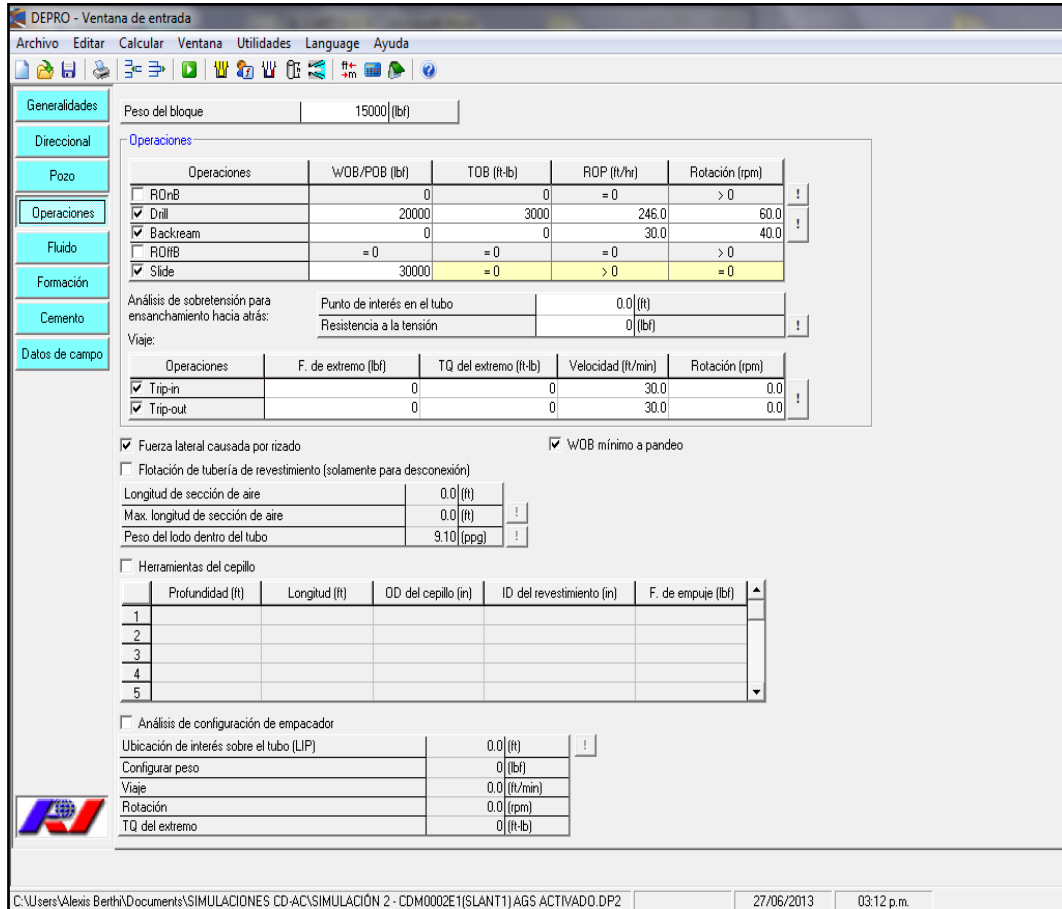 DEPRO - Ventana de entrada
Archivo Editar Calcular Ventana Utilidades Language Ayuda
Generalidades
Direccional
Pozo
Operaciones
Fluido
Formación
Cemento
Datos de campo
Peso del bloque 15000 (lbf)
Operaciones
Operaciones WOB/POB (lbf) TOB (ft-lb) ROP (ft/hr) Rotación (rpm)
ROnB 0 0 = 0 > 0 !
Drill 20000 3000 246.0 60.0 !
Backream 0 0 30.0 40.0
ROffB = 0 = 0 = 0 > 0
Slide 30000 = 0 > 0 = 0
Análisis de sobretensión para ensanchamiento hacia atrás:
Punto de interés en el tubo 0.0 (ft)
Resistencia a la tensión 0 (lbf) !
Viaje:
Operaciones F. de extremo (lbf) TQ del extremo (ft-lb) Velocidad (ft/min) Rotación (rpm)
Trip-in 0 0 30.0 0.0 !
Trip-out 0 0 30.0 0.0
Fuerza lateral causada por rizado WOB mínimo a pandeo
Flotación de tubería de revestimiento (solamente para desconexión)
Longitud de sección de aire 0.0 (ft)
Max. longitud de sección de aire 0.0 (ft) !
Peso del lodo dentro del tubo 9.10 (ppg) !
Herramientas del cepillo
Profundidad (ft) Longitud (ft) OD del cepillo (in) ID del revestimiento (in) F. de empuje (lbf)
1
2
3
4
5
Análisis de configuración de empacador
Ubicación de interés sobre el tubo (LIP) 0.0 (ft) !
Configurar peso 0 (lbf)
Viaje 0.0 (ft/min)
Rotación 0.0 (rpm)
TQ del extremo 0 (ft-lb)
C:\Users\Alexis Berthi\Documents\SIMULACIONES CD-AC\SIMULACIÓN 2 - CDM0002E1(SLANT1) AGS ACTIVADO.DP2 27/06/2013 03:12 p.m.